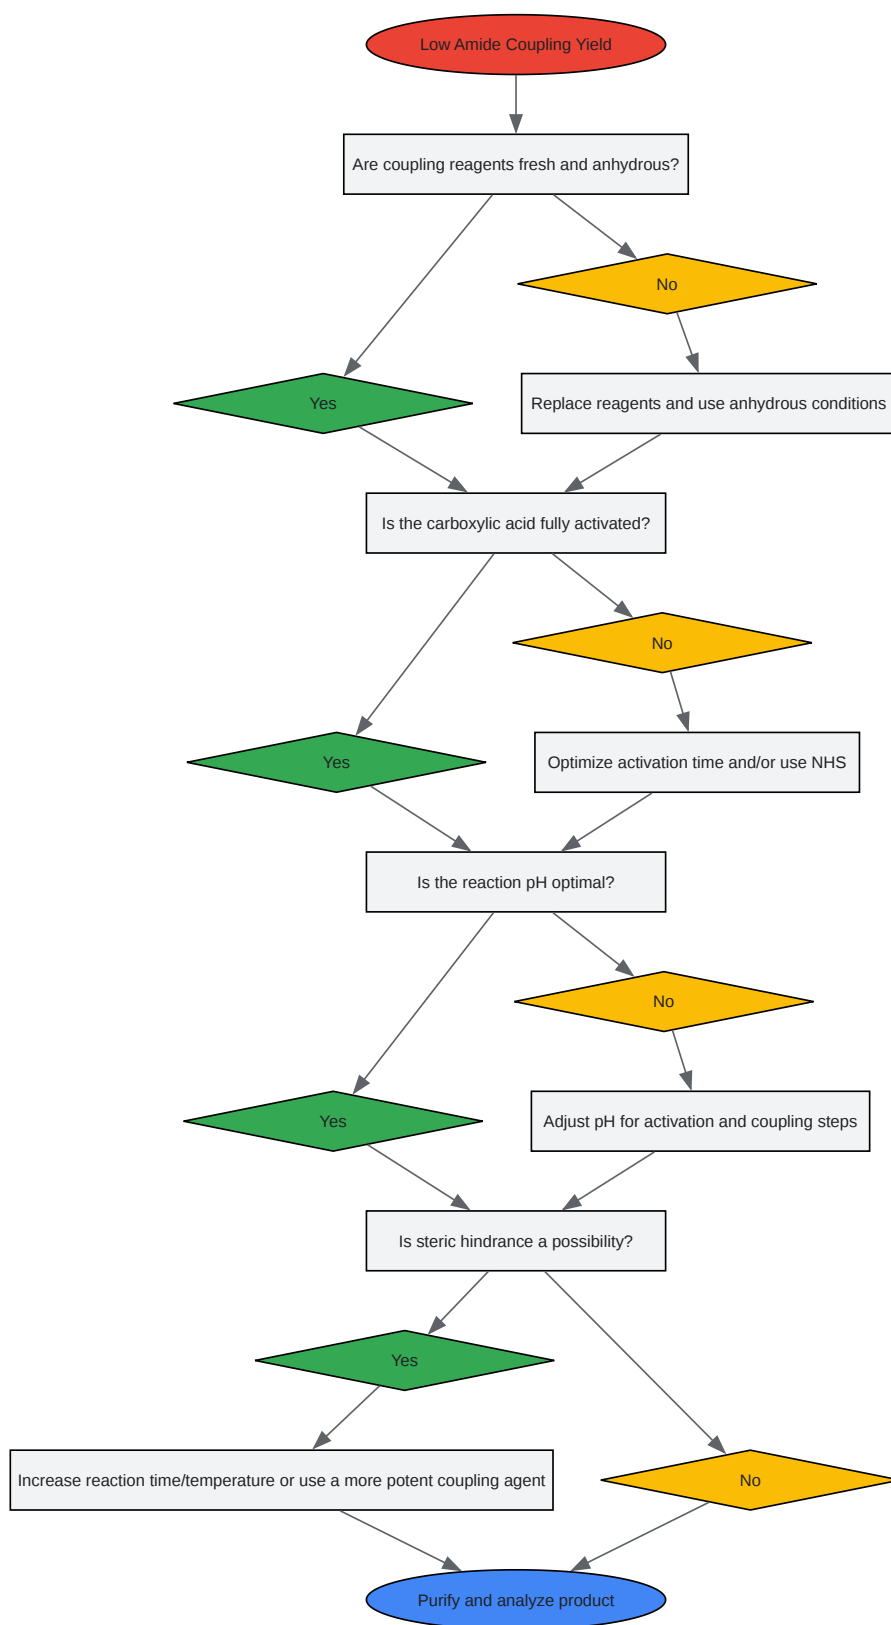 Low Amide Coupling Yield
Are coupling reagents fresh and anhydrous?
No
Yes
Replace reagents and use anhydrous conditions
Is the carboxylic acid fully activated?
No
Yes
Optimize activation time and/or use NHS
Is the reaction pH optimal?
No
Yes
Adjust pH for activation and coupling steps
Is steric hindrance a possibility?
Yes
Increase reaction time/temperature or use a more potent coupling agent
No
Purify and analyze product